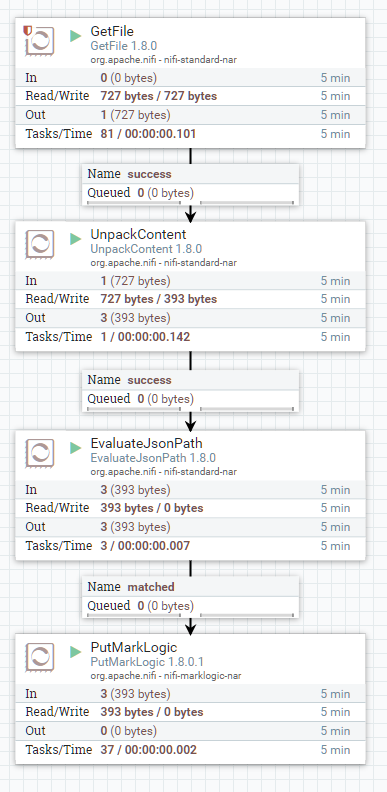 GetFile
GetFile 1.8.0
org.apache.nifi - nifi-standard-nar
In 0 (0 bytes) 5 min
Read/Write 727 bytes / 727 bytes 5 min
Out 1 (727 bytes) 5 min
Tasks/Time 81 / 00:00:00.101 5 min
Name success
Queued 0 (0 bytes)
UnpackContent
UnpackContent 1.8.0
org.apache.nifi - nifi-standard-nar
In 1 (727 bytes) 5 min
Read/Write 727 bytes / 393 bytes 5 min
Out 3 (393 bytes) 5 min
Tasks/Time 1 / 00:00:00.142 5 min
Name success
Queued 0 (0 bytes)
EvaluateJsonPath
EvaluateJsonPath 1.8.0
org.apache.nifi - nifi-standard-nar
In 3 (393 bytes) 5 min
Read/Write 393 bytes / 0 bytes 5 min
Out 3 (393 bytes) 5 min
Tasks/Time 3 / 00:00:00.007 5 min
Name matched
Queued 0 (0 bytes)
PutMarkLogic
PutMarkLogic 1.8.0.1
org.apache.nifi - nifi-marklogic-nar
In 3 (393 bytes) 5 min
Read/Write 393 bytes / 0 bytes 5 min
Out 0 (0 bytes) 5 min
Tasks/Time 37 / 00:00:00.002 5 min